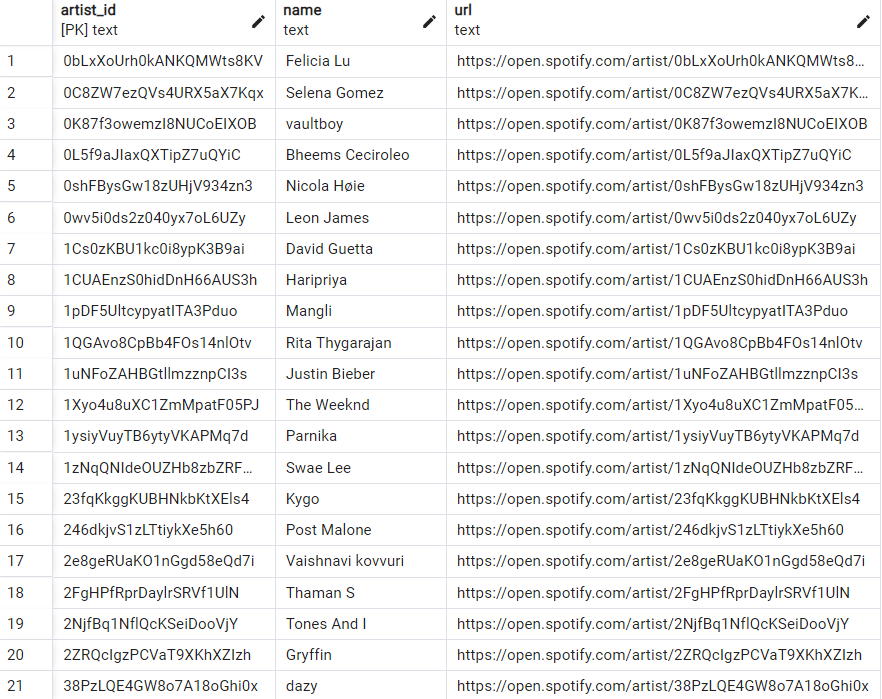 artist_id name url
[PK] text text text
1 0bLxXoUrh0kANKQMWts8KV Felicia Lu https://open.spotify.com/artist/0bLxXoUrh0kANKQMWts8...
2 0C8ZW7ezQVs4URX5aX7Kqx Selena Gomez https://open.spotify.com/artist/0C8ZW7ezQVs4URX5aX7K...
3 0K87f3owemzI8NUCoEIXOB vaultboy https://open.spotify.com/artist/0K87f3owemzI8NUCoEIXOB
4 0L5f9aJIaxQXTipZ7uQYiC Bheems Ceciroleo https://open.spotify.com/artist/0L5f9aJIaxQXTipZ7uQYiC
5 0shFBysGw18zUHjV934zn3 Nicola Høie https://open.spotify.com/artist/0shFBysGw18zUHjV934zn3
6 0wv5i0ds2z040yx7oL6UZy Leon James https://open.spotify.com/artist/0wv5i0ds2z040yx7oL6UZy
7 1Cs0zKBU1kc0i8ypK3B9ai David Guetta https://open.spotify.com/artist/1Cs0zKBU1kc0i8ypK3B9ai
8 1CUAEnzS0hidDnH66AUS3h Haripriya https://open.spotify.com/artist/1CUAEnzS0hidDnH66AUS3h
9 1pDF5UltcypyatITA3Pduo Mangli https://open.spotify.com/artist/1pDF5UltcypyatITA3Pduo
10 1QGAvo8CpBb4FOs14nlOtv Rita Thygarajan https://open.spotify.com/artist/1QGAvo8CpBb4FOs14nlOtv
11 1uNFoZAHBGtllmzznpCI3s Justin Bieber https://open.spotify.com/artist/1uNFoZAHBGtllmzznpCI3s
12 1Xyo4u8uXC1ZmMpatF05PJ The Weeknd https://open.spotify.com/artist/1Xyo4u8uXC1ZmMpatF05...
13 1ysiyVuyTB6ytyVKAPMq7d Parnika https://open.spotify.com/artist/1ysiyVuyTB6ytyVKAPMq7d
14 1zNqQNIdeOUZHb8zbZRF... Swae Lee https://open.spotify.com/artist/1zNqQNIdeOUZHb8zbZRF...
15 23fqKkggKUBHNkbKtXEls4 Kygo https://open.spotify.com/artist/23fqKkggKUBHNkbKtXEls4
16 246dkjvS1zLTtiykXe5h60 Post Malone https://open.spotify.com/artist/246dkjvS1zLTtiykXe5h60
17 2e8geRUaKO1nGgd58eQd7i Vaishnavi kovvuri https://open.spotify.com/artist/2e8geRUaKO1nGgd58eQd7i
18 2FgHPfRprDaylrSRVf1UlN Thaman S https://open.spotify.com/artist/2FgHPfRprDaylrSRVf1UlN
19 2NjfBq1NflQcKSeiDooVjY Tones And I https://open.spotify.com/artist/2NjfBq1NflQcKSeiDooVjY
20 2ZRQcIgzPCVaT9XKhXZIzh Gryffin https://open.spotify.com/artist/2ZRQcIgzPCVaT9XKhXZIzh
21 38PzLQE4GW8o7A18oGhi0x dazy https://open.spotify.com/artist/38PzLQE4GW8o7A18oGhi0x